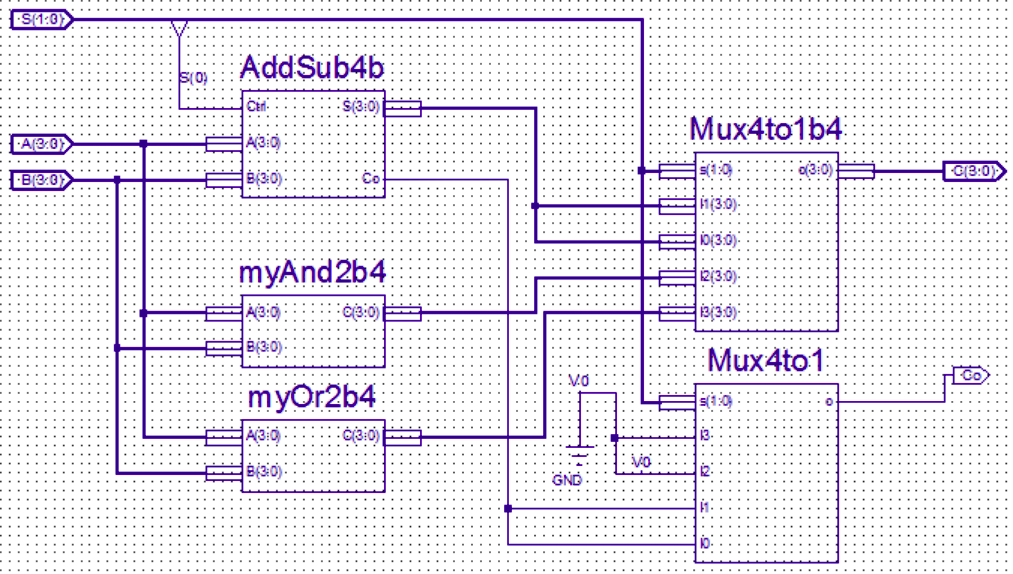 S(1:0)
S(0)
AddSub4b
Ctrl
S(3:0)
A(3:0)
A(3:0)
B(3:0)
B(3:0)
Co
Mux4to1b4
s(1:0)
o(3:0)
C(3:0)
I1(3:0)
I0(3:0)
I2(3:0)
I3(3:0)
myAnd2b4
A(3:0)
C(3:0)
B(3:0)
myOr2b4
A(3:0)
C(3:0)
B(3:0)
Mux4to1
V0
s(1:0)
o
Co
I3
V0
I2
GND
I1
I0